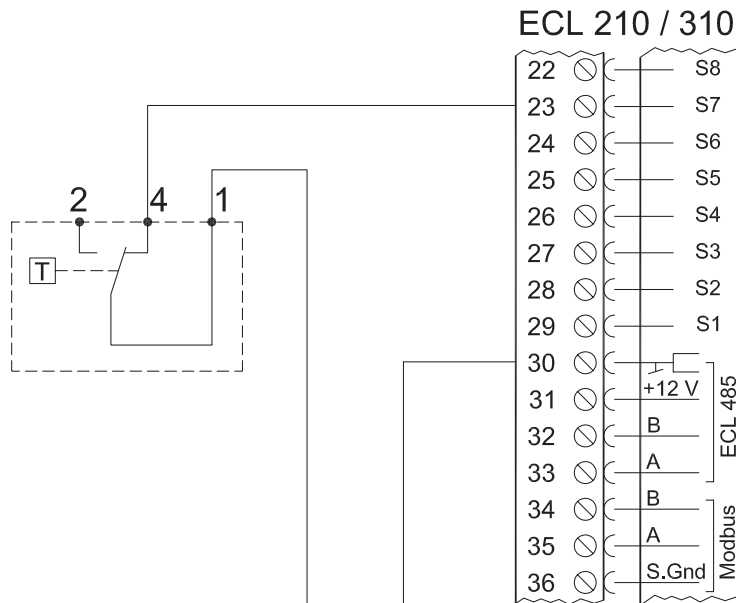 ECL 210 / 310
22 S8
23 S7
24 S6
25 S5
26 S4
27 S3
28 S2
29 S1
30
31 +12 V
32 B
33 A
34 B
35 A
36 S.Gnd
ECL 485
Modbus
2 4 1
T